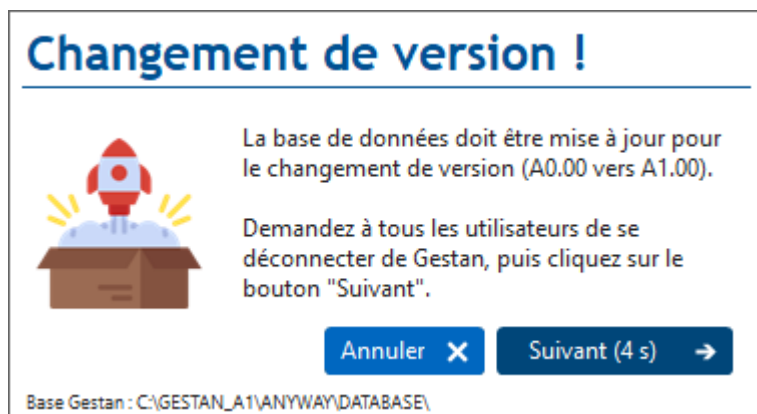 Changement de version !
La base de données doit être mise à jour pour
le changement de version (A0.00 vers A1.00).
Demandez à tous les utilisateurs de se
déconnecter de Gestan, puis cliquez sur le
bouton "Suivant".
Annuler
Suivant (4 s)
Base Gestan : C:\GESTAN_A1\ANYWAY\DATABASE\